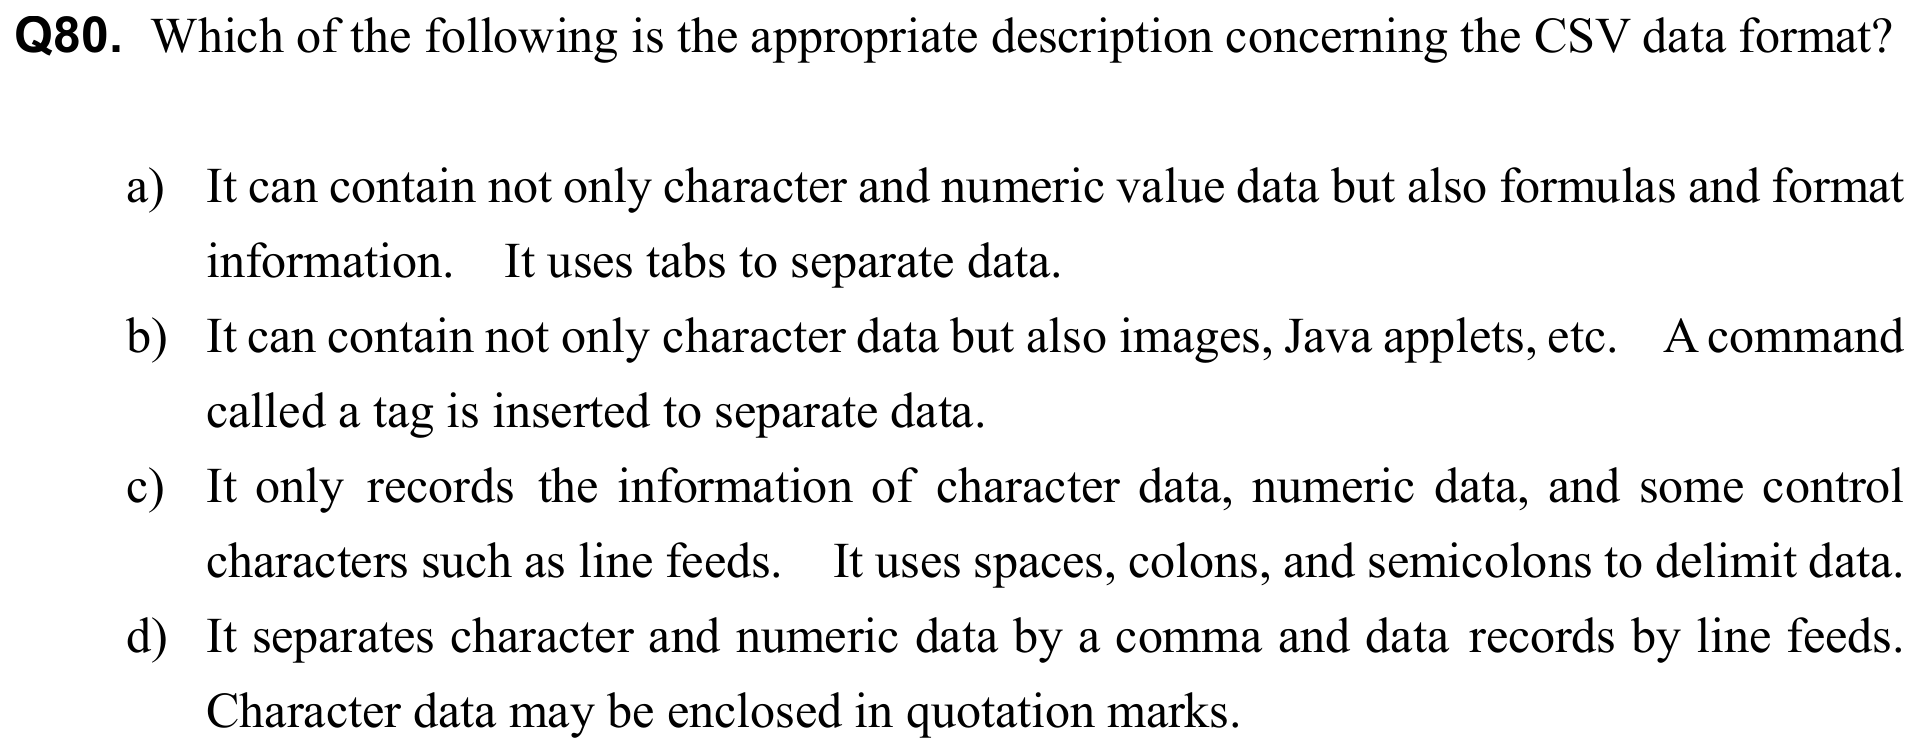 Q80. Which of the following is the appropriate description concerning the CSV data format?
a) It can contain not only character and numeric value data but also formulas and format
information. It uses tabs to separate data.
b) It can contain not only character data but also images, Java applets, etc. A command
called a tag is inserted to separate data.
c) It only records the information of character data, numeric data, and some control
characters such as line feeds. It uses spaces, colons, and semicolons to delimit data.
d) It separates character and numeric data by a comma and data records by line feeds.
Character data may be enclosed in quotation marks.